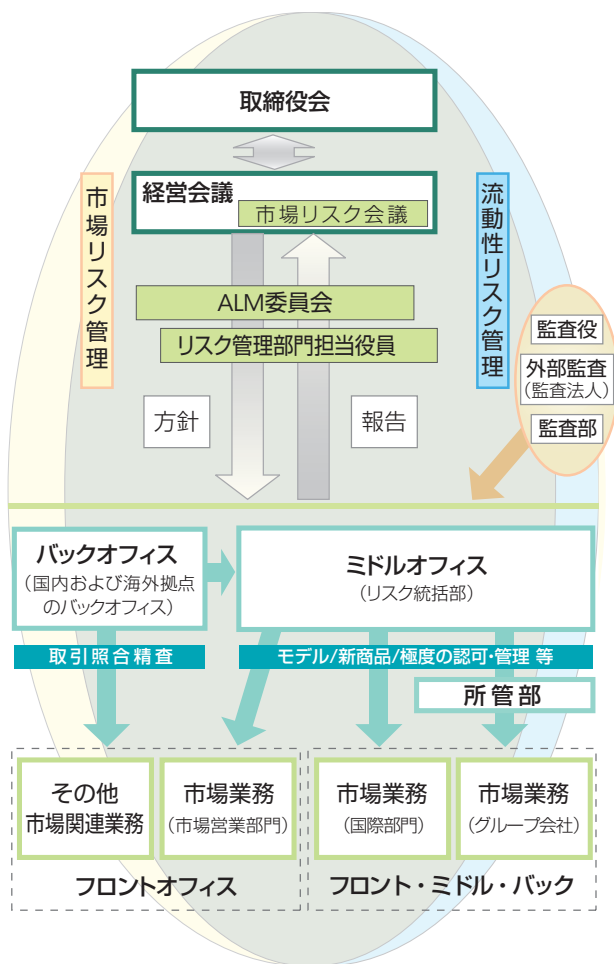 取締役会
経営会議
市場リスク会議
市場リスク管理
流動性リスク管理
ALM委員会
リスク管理部門担当役員
監査役
外部監査
(監査法人)
監査部
方針
報告
バックオフィス
(国内および海外拠点
のバックオフィス)
ミドルオフィス
(リスク統括部)
取引照合精査
モデル/新商品/極度の認可・管理 等
所管部
その他
市場関連業務
市場業務
(市場営業部門)
市場業務
(国際部門)
市場業務
(グループ会社)
フロントオフィス
フロント・ミドル・バック